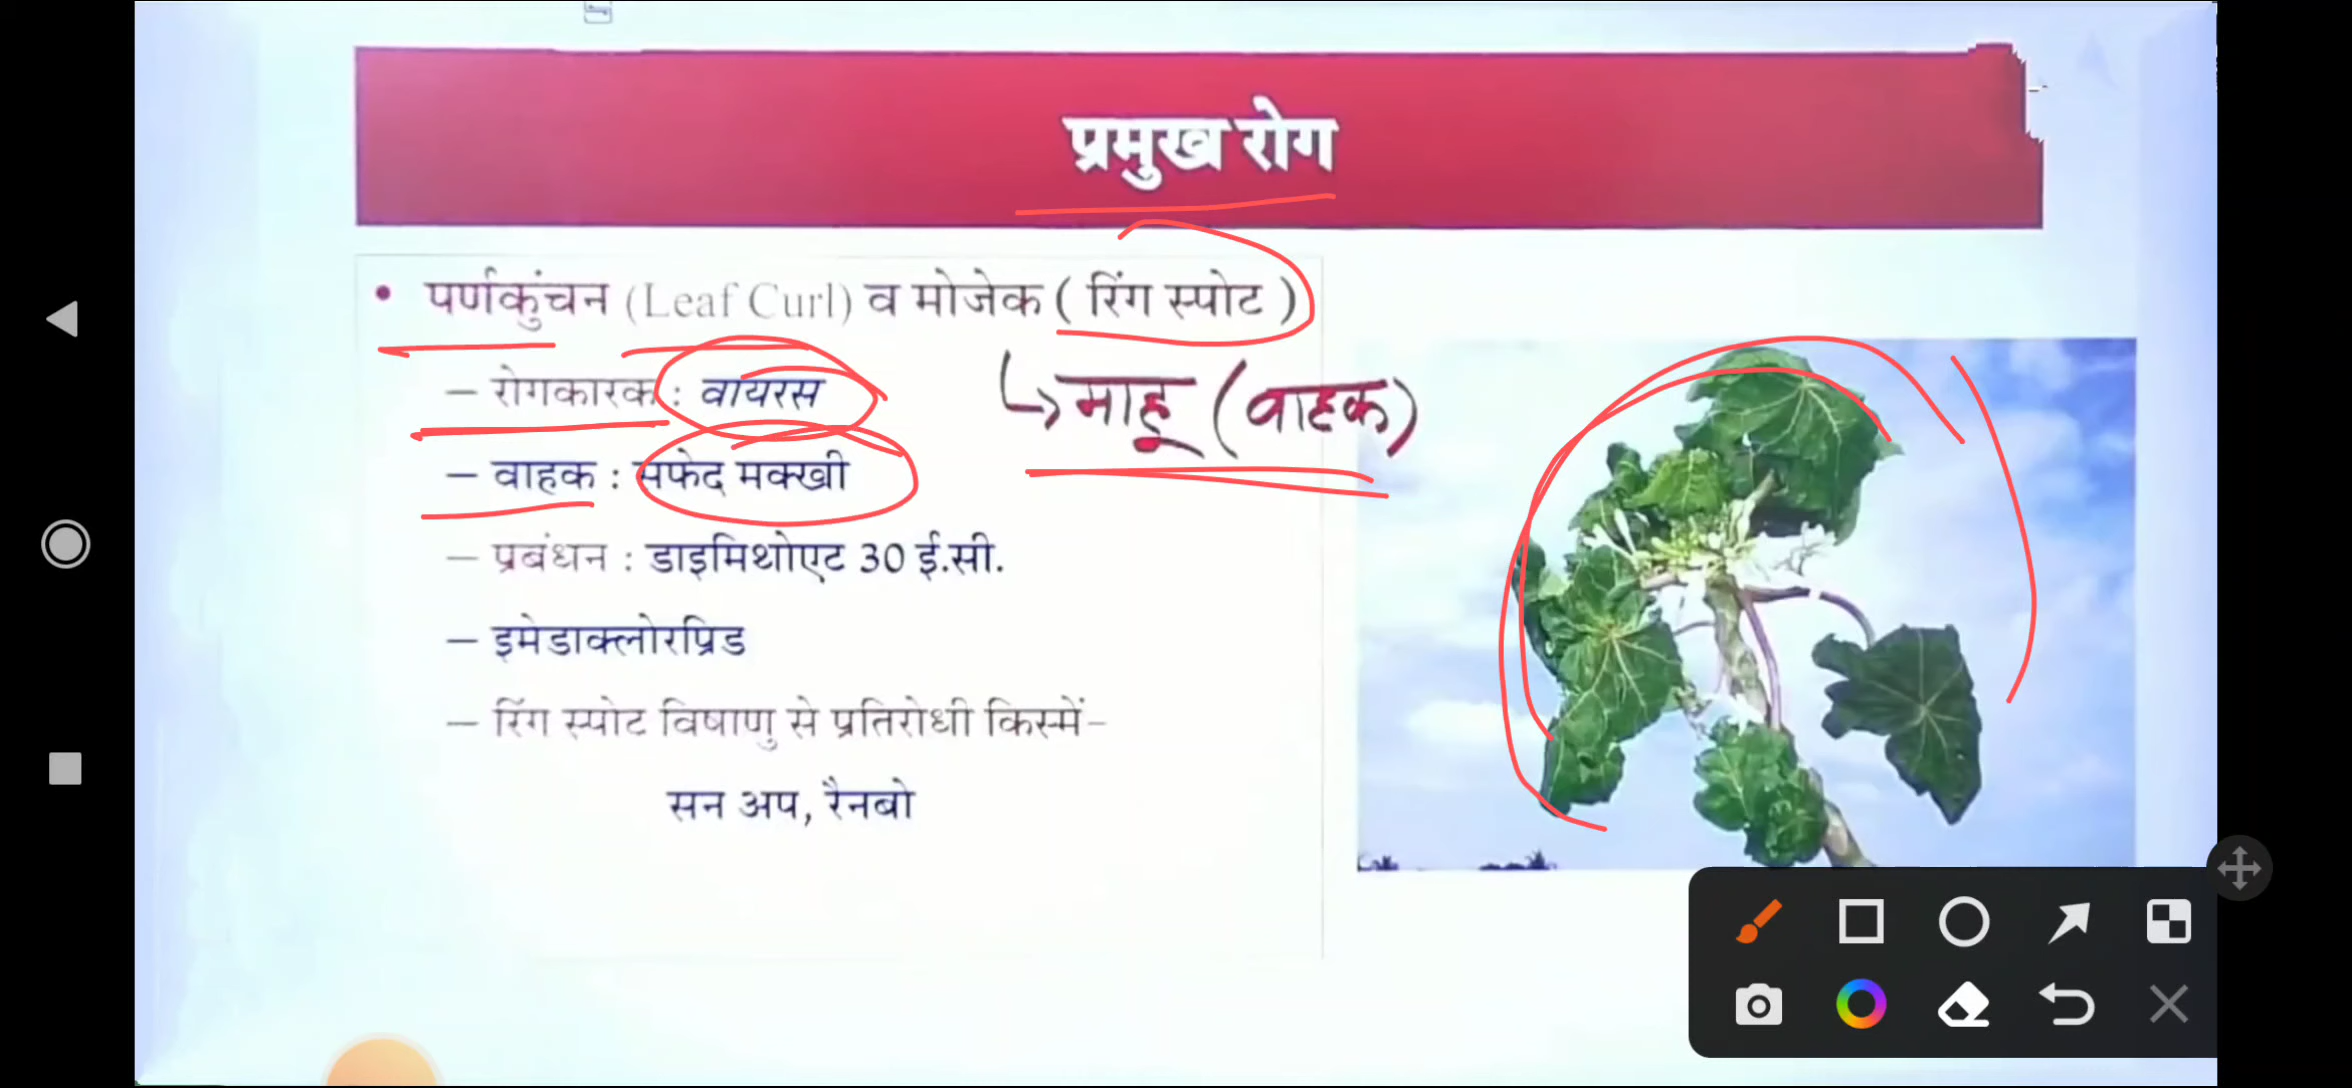 प्रमुख रोग
• पर्णकुंचन (Leaf Curl) व मोजेक ( रिंग स्पोट )
– रोगकारक : वायरस
↳ माहू (वाहक)
– वाहक : सफेद मक्खी
– प्रबंधन : डाइमिथोएट 30 ई.सी.
– इमेडाक्लोरप्रिड
– रिंग स्पोट विषाणु से प्रतिरोधी किस्में-
सन अप, रैनबो